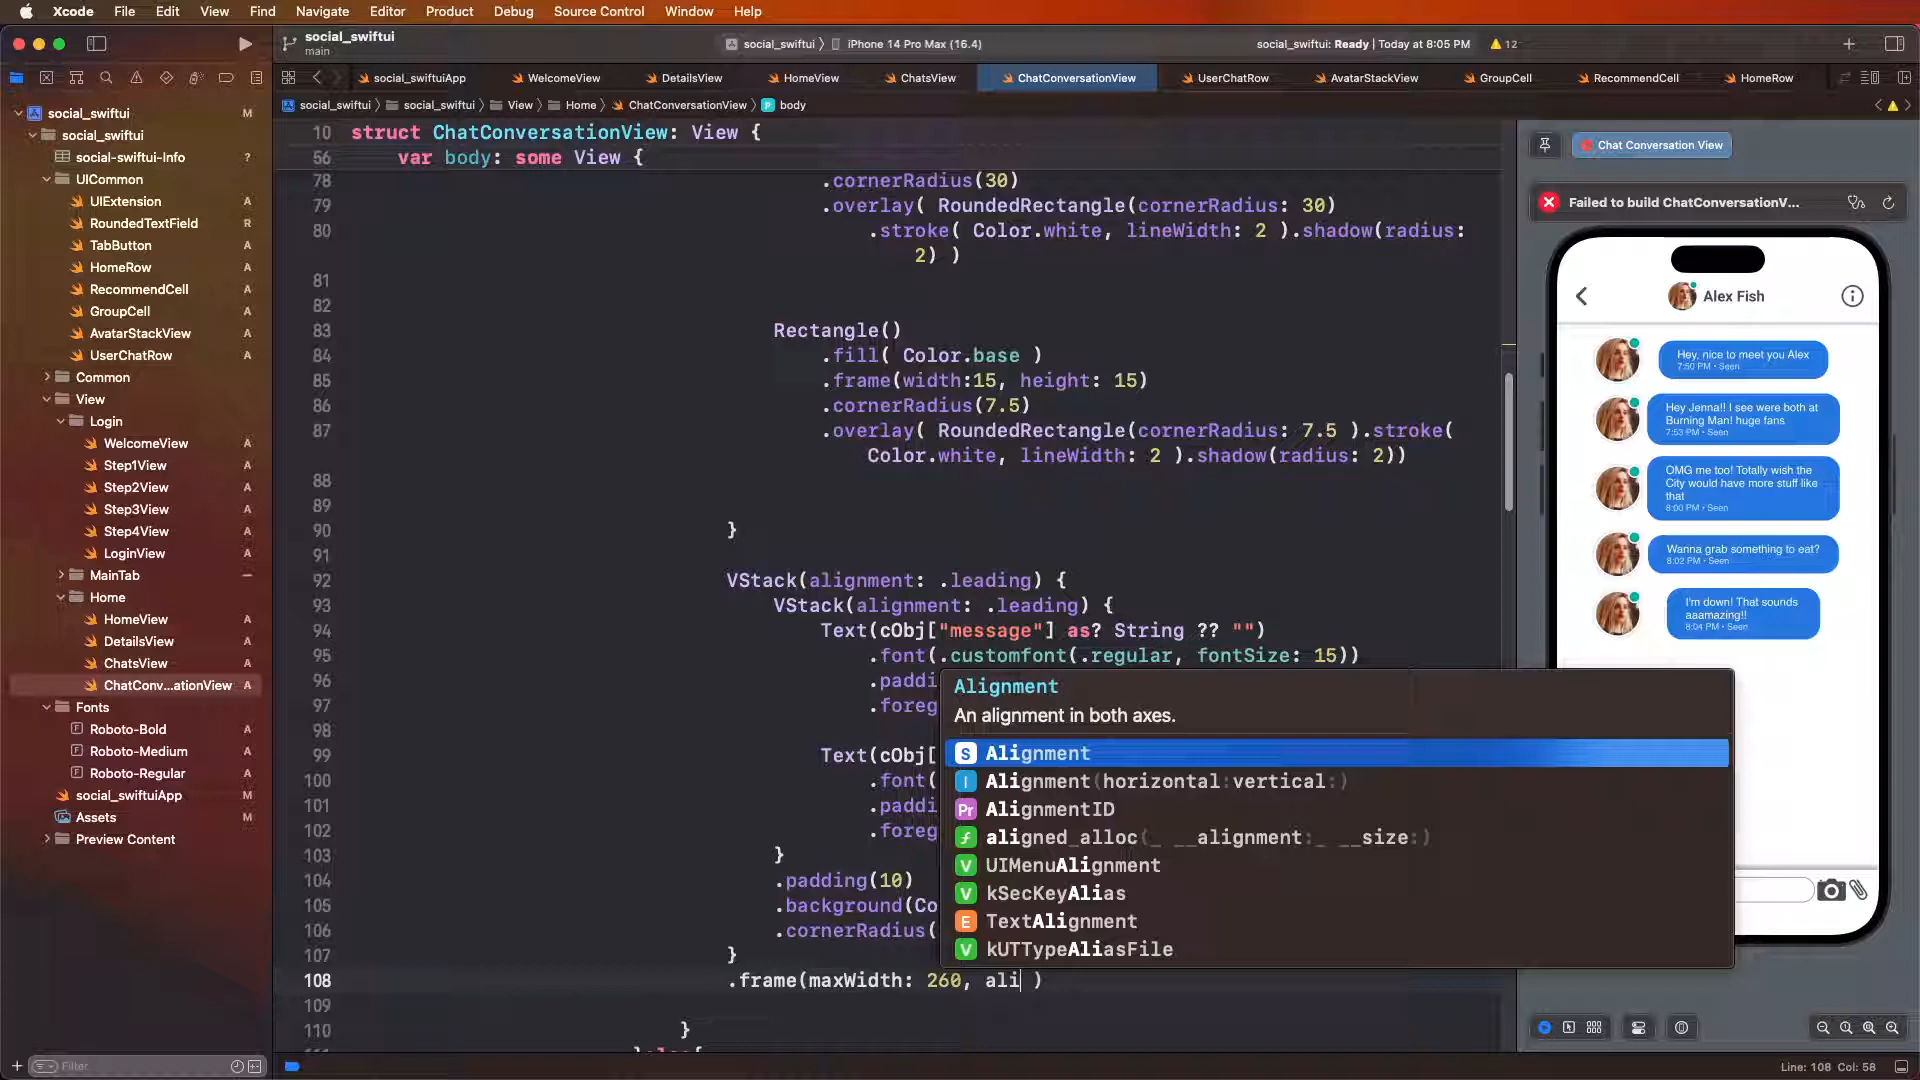 Xcode File Edit View Find Navigate Editor Product Debug Source Control Window Help
social_swiftui
main
social_swiftui 〉 iPhone 14 Pro Max (16.4)
social_swiftui: Ready | Today at 8:05 PM
12
social_swiftuiApp WelcomeView DetailsView HomeView ChatsView ChatConversationView UserChatRow AvatarStackView GroupCell RecommendCell HomeRow
social_swiftui 〉 social_swiftui 〉 View 〉 Home 〉 ChatConversationView 〉 P body
social_swiftui M
social_swiftui
social-swiftui-Info ?
UICommon
UIExtension A
RoundedTextField R
TabButton A
HomeRow A
RecommendCell A
GroupCell A
AvatarStackView A
UserChatRow A
Common
View
Login
WelcomeView A
Step1View A
Step2View A
Step3View A
Step4View A
LoginView A
MainTab
Home
HomeView A
DetailsView A
ChatsView A
ChatConv...ationView A
Fonts
F Roboto-Bold A
F Roboto-Medium A
F Roboto-Regular A
social_swiftuiApp M
Assets M
Preview Content
Filter
10 struct ChatConversationView: View {
56 var body: some View {
78 .cornerRadius(30)
79 .overlay( RoundedRectangle(cornerRadius: 30)
80 .stroke( Color.white, lineWidth: 2 ).shadow(radius:
2) )
81
82
83 Rectangle()
84 .fill( Color.base )
85 .frame(width:15, height: 15)
86 .cornerRadius(7.5)
87 .overlay( RoundedRectangle(cornerRadius: 7.5 ).stroke(
Color.white, lineWidth: 2 ).shadow(radius: 2))
88
89
90 }
91
92 VStack(alignment: .leading) {
93 VStack(alignment: .leading) {
94 Text(cObj["message"] as? String ?? "")
95 .font(.customfont(.regular, fontSize: 15))
96 .paddi
97 .foreg
98
99 Text(cObj[
100 .font(
101 .paddi
102 .foreg
103 }
104 .padding(10)
105 .background(Co
106 .cornerRadius(
107 }
108 .frame(maxWidth: 260, ali )
109
110 }
Alignment
An alignment in both axes.
S Alignment
I Alignment(horizontal:vertical:)
Pr AlignmentID
f aligned_alloc(_ __alignment:_ __size:)
V UIMenuAlignment
V kSecKeyAlias
E TextAlignment
V kUTTypeAliasFile
Chat Conversation View
Failed to build ChatConversationV...
Alex Fish
Hey, nice to meet you Alex
7:50 PM • Seen
Hey Jenna!! I see were both at
Burning Man! huge fans
7:53 PM • Seen
OMG me too! Totally wish the
City would have more stuff like
that
8:00 PM • Seen
Wanna grab something to eat?
8:02 PM • Seen
I'm down! That sounds
aaamazing!!
8:04 PM • Seen
Line: 108 Col: 58